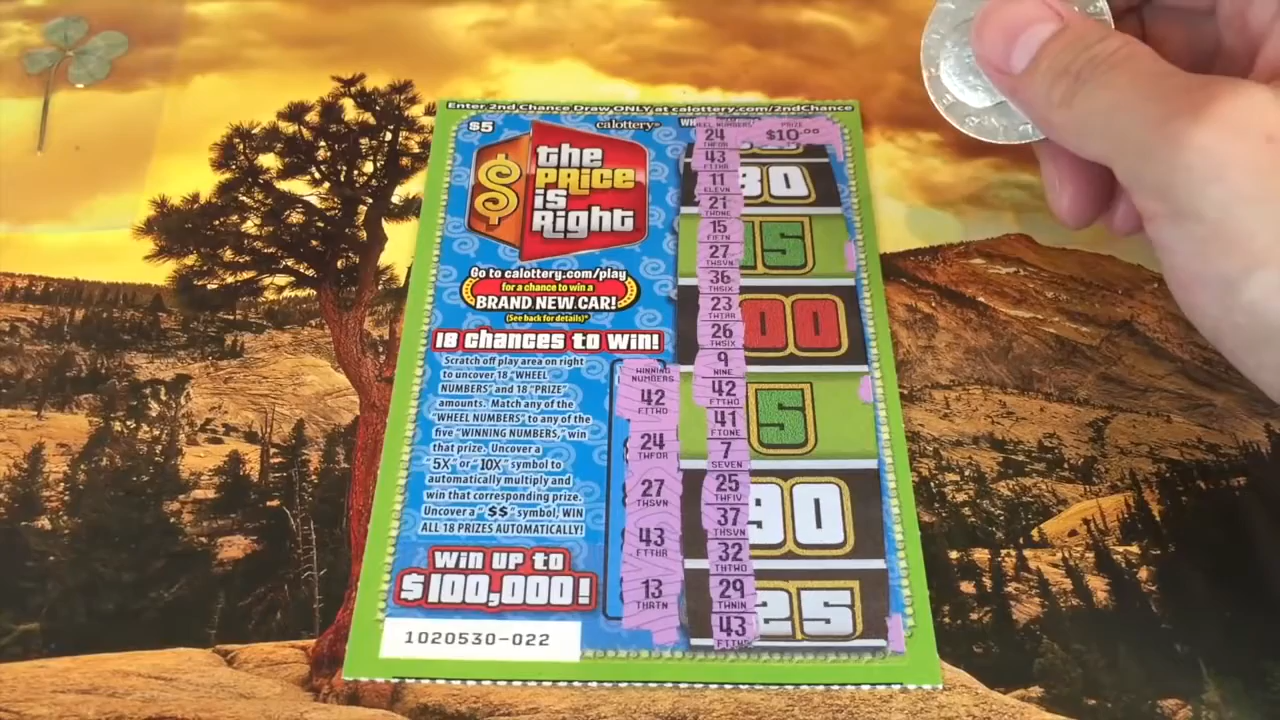 Enter 2nd Chance Draw ONLY at calottery.com/2ndChance
$5
calottery
$
the
PRiCe
is
Right
Go to calottery.com/play
for a chance to win a
BRAND NEW CAR!
(See back for details)*
18 chances to win!
Scratch off play area on right
to uncover 18 "WHEEL
NUMBERS" and 18 "PRIZE"
amounts. Match any of the
"WHEEL NUMBERS" to any of the
five "WINNING NUMBERS," win
that prize. Uncover a
"5X" or "10X" symbol to
automatically multiply and
win that corresponding prize.
Uncover a "$$" symbol, WIN
ALL 18 PRIZES AUTOMATICALLY!
Win up to
$100,000!
1020530-022
WINNING
NUMBERS
42
FTTWO
24
TWFOR
27
TWSVN
43
FTTHR
13
THRTN
NUMBERS
PRIZE
24
TWFOR
$10.00
43
FTTHR
11
ELEVN
21
TWONE
15
FIFTN
27
TWSVN
36
THSIX
23
TWTHR
26
TWSIX
9
NINE
42
FTTWO
41
FTONE
7
SEVEN
25
TWFIV
37
THSVN
32
THTWO
29
TWNIN
43
80
15
00
5
90
25